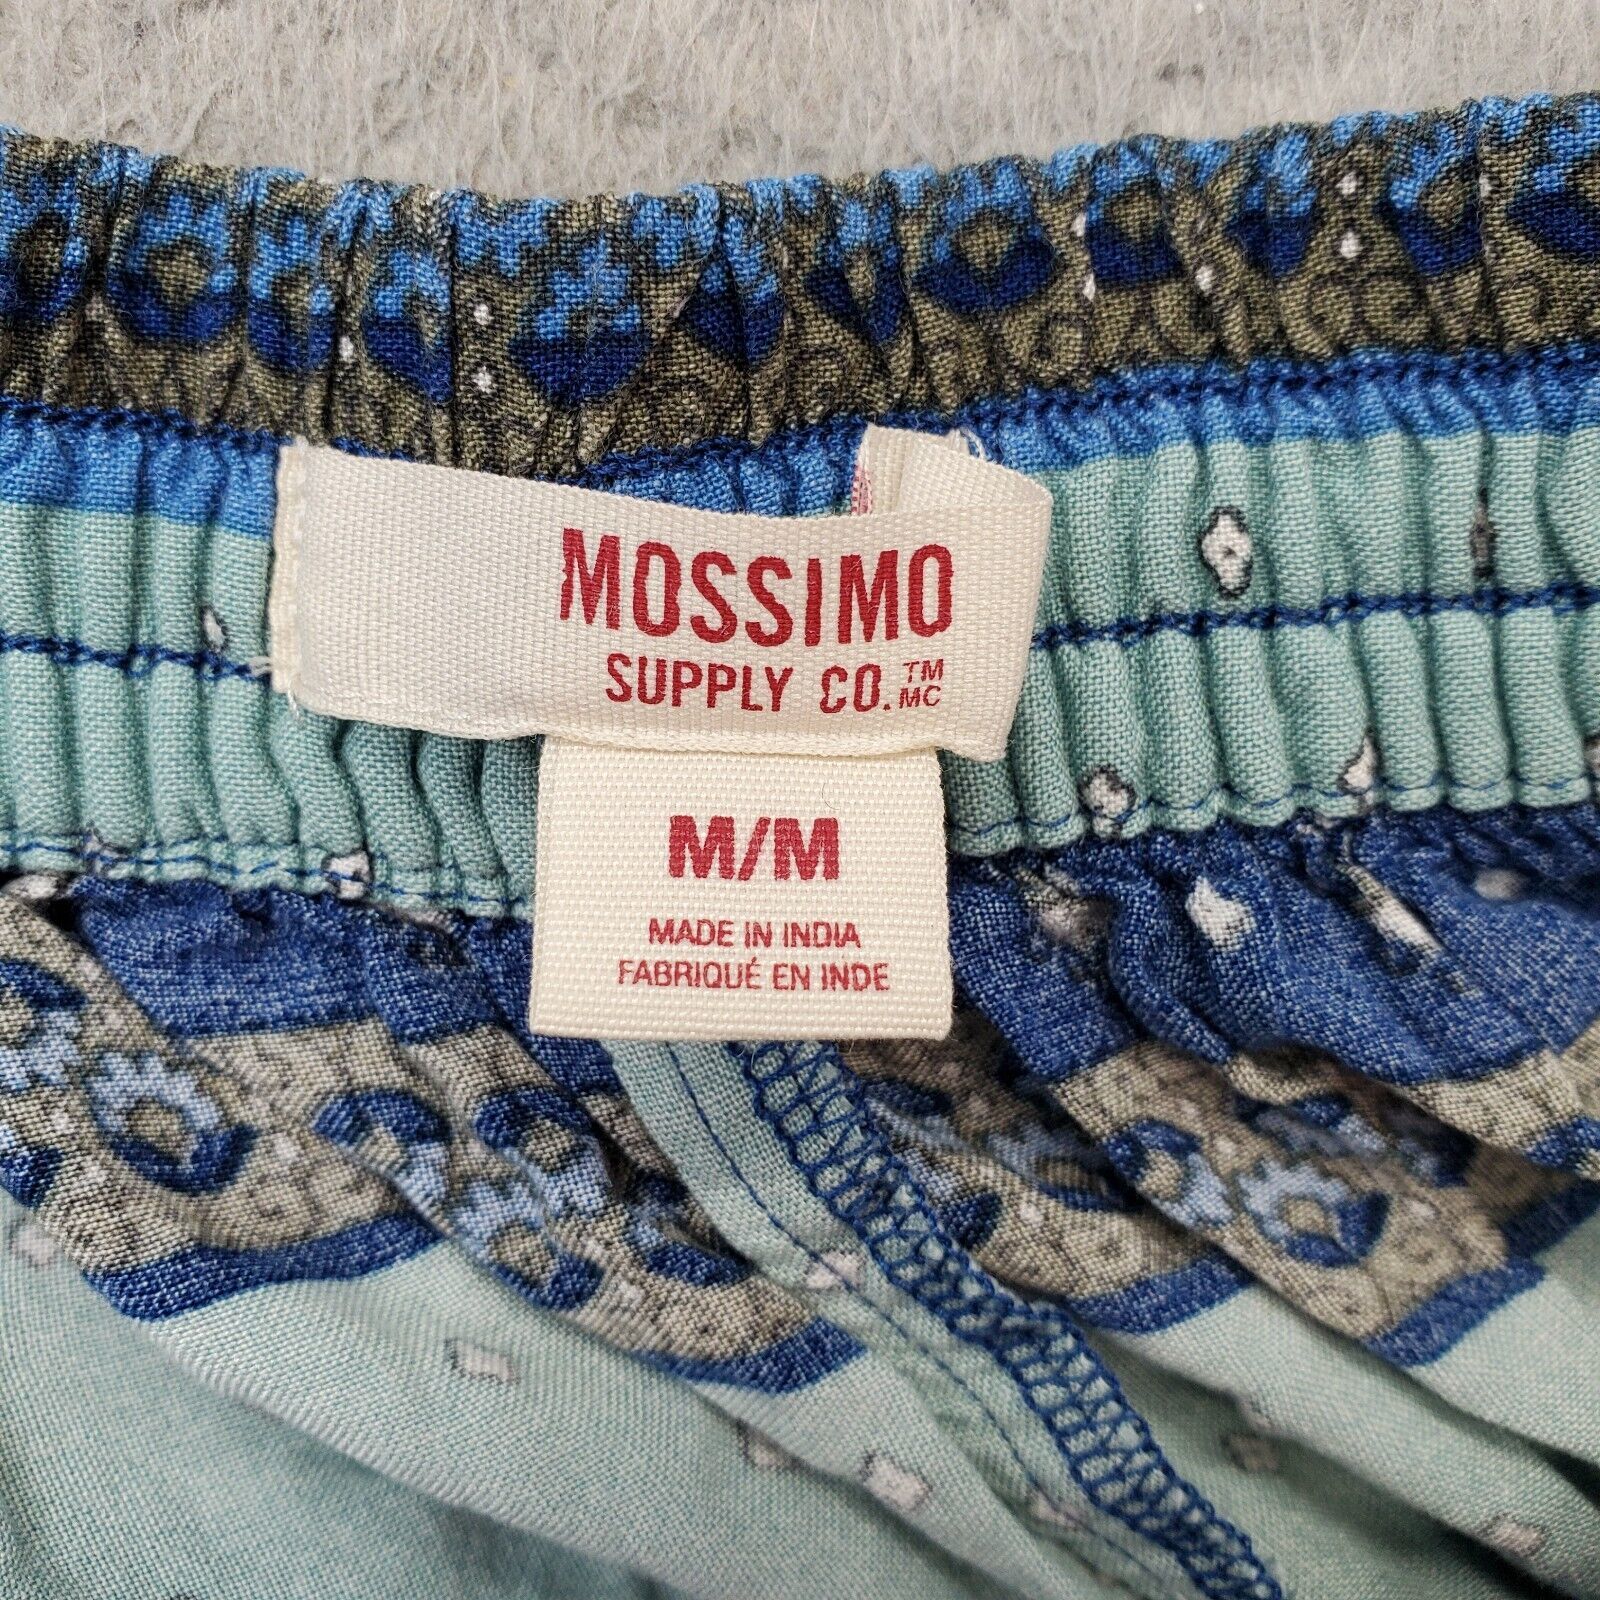 MOSSIMO
SUPPLY CO. TM
MC
M/M
MADE IN INDIA
FABRIQUÉ EN INDE